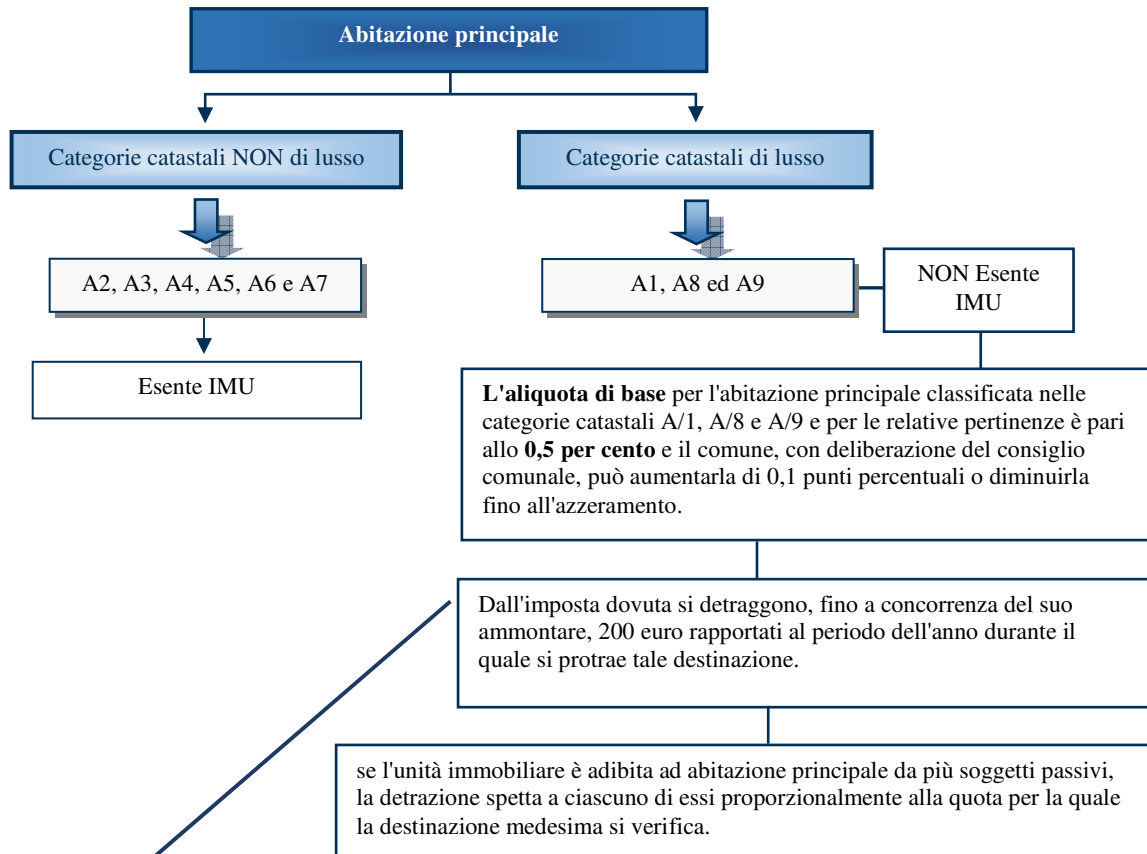 Abitazione principale
Categorie catastali NON di lusso
Categorie catastali di lusso
A2, A3, A4, A5, A6 e A7
A1, A8 ed A9
NON Esente
IMU
Esente IMU
L'aliquota di base per l'abitazione principale classificata nelle
categorie catastali A/1, A/8 e A/9 e per le relative pertinenze è pari
allo 0,5 per cento e il comune, con deliberazione del consiglio
comunale, può aumentarla di 0,1 punti percentuali o diminuirla
fino all'azzeramento.
Dall'imposta dovuta si detraggono, fino a concorrenza del suo
ammontare, 200 euro rapportati al periodo dell'anno durante il
quale si protrae tale destinazione.
se l'unità immobiliare è adibita ad abitazione principale da più soggetti passivi,
la detrazione spetta a ciascuno di essi proporzionalmente alla quota per la quale
la destinazione medesima si verifica.